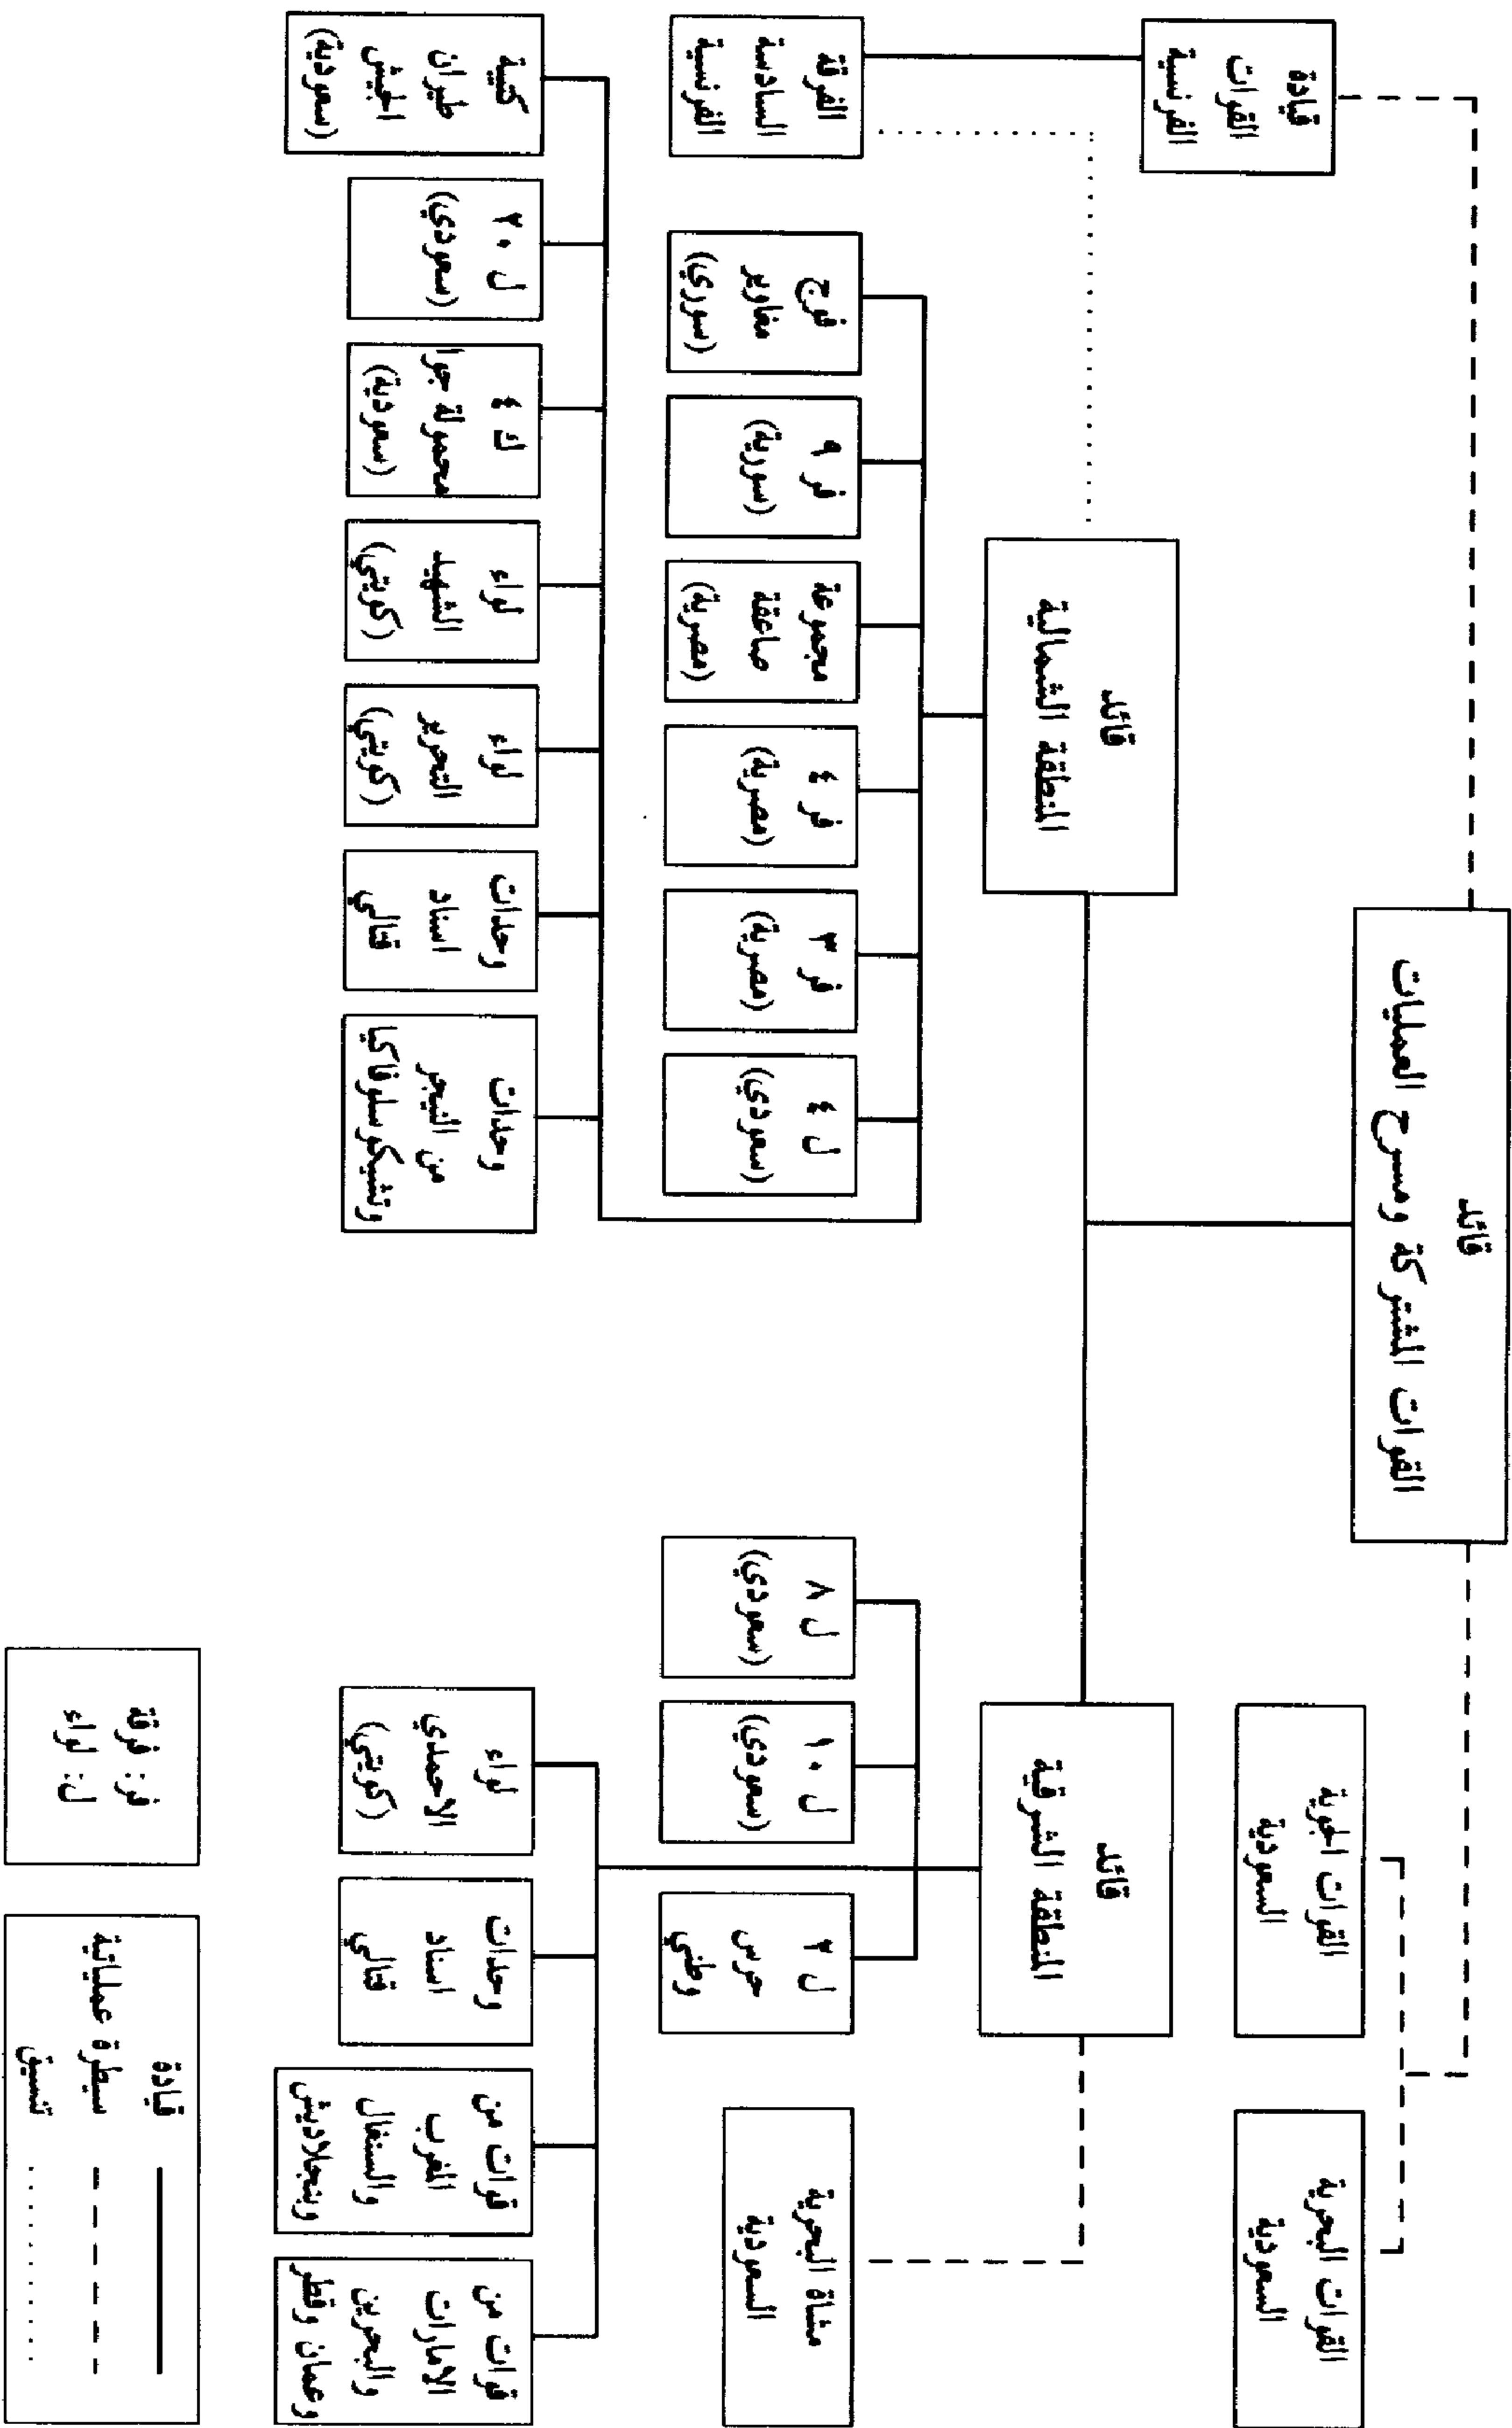 قائد
القوات المشتركة ومسرح العمليات
قيادة
القوات
الفرنسية
القوات الجوية
السعودية
القوات البحرية
السعودية
قائد
المنطقة الشمالية
قائد
المنطقة الشرقية
الفرقة
السادسة
الفرنسية
فوج
مغاوير
(سوري)
فر ٩
(سورية)
مجموعة
صاعقة
(مصرية)
فر ٤
(مصرية)
فر ٣
(مصرية)
ل ٤
(سعودي)
ل ٨
(سعودي)
ل ١٠
(سعودي)
ل ٢
حرس
وطني
مشاة البحرية
السعودية
كتيبة
طيران
الجيش
(سعودية)
ل ٢٠
(سعودي)
ك ٤
محمولة جوا
(سعودية)
لواء
الشهيد
(كويتي)
لواء
التحرير
(كويتي)
وحدات
اسناد
قتالي
وحدات
من النيجر
وتشيكوسلوفاكيا
لواء
الاحمدي
(كويتي)
وحدات
اسناد
قتالي
قوات من
المغرب
والسنغال
وبنجلاديش
قوات من
الامارات
والبحرين
وعمان وقطر
فر: فرقة
ل: لواء
قيادة
سيطرة عملياتية
تنسيق